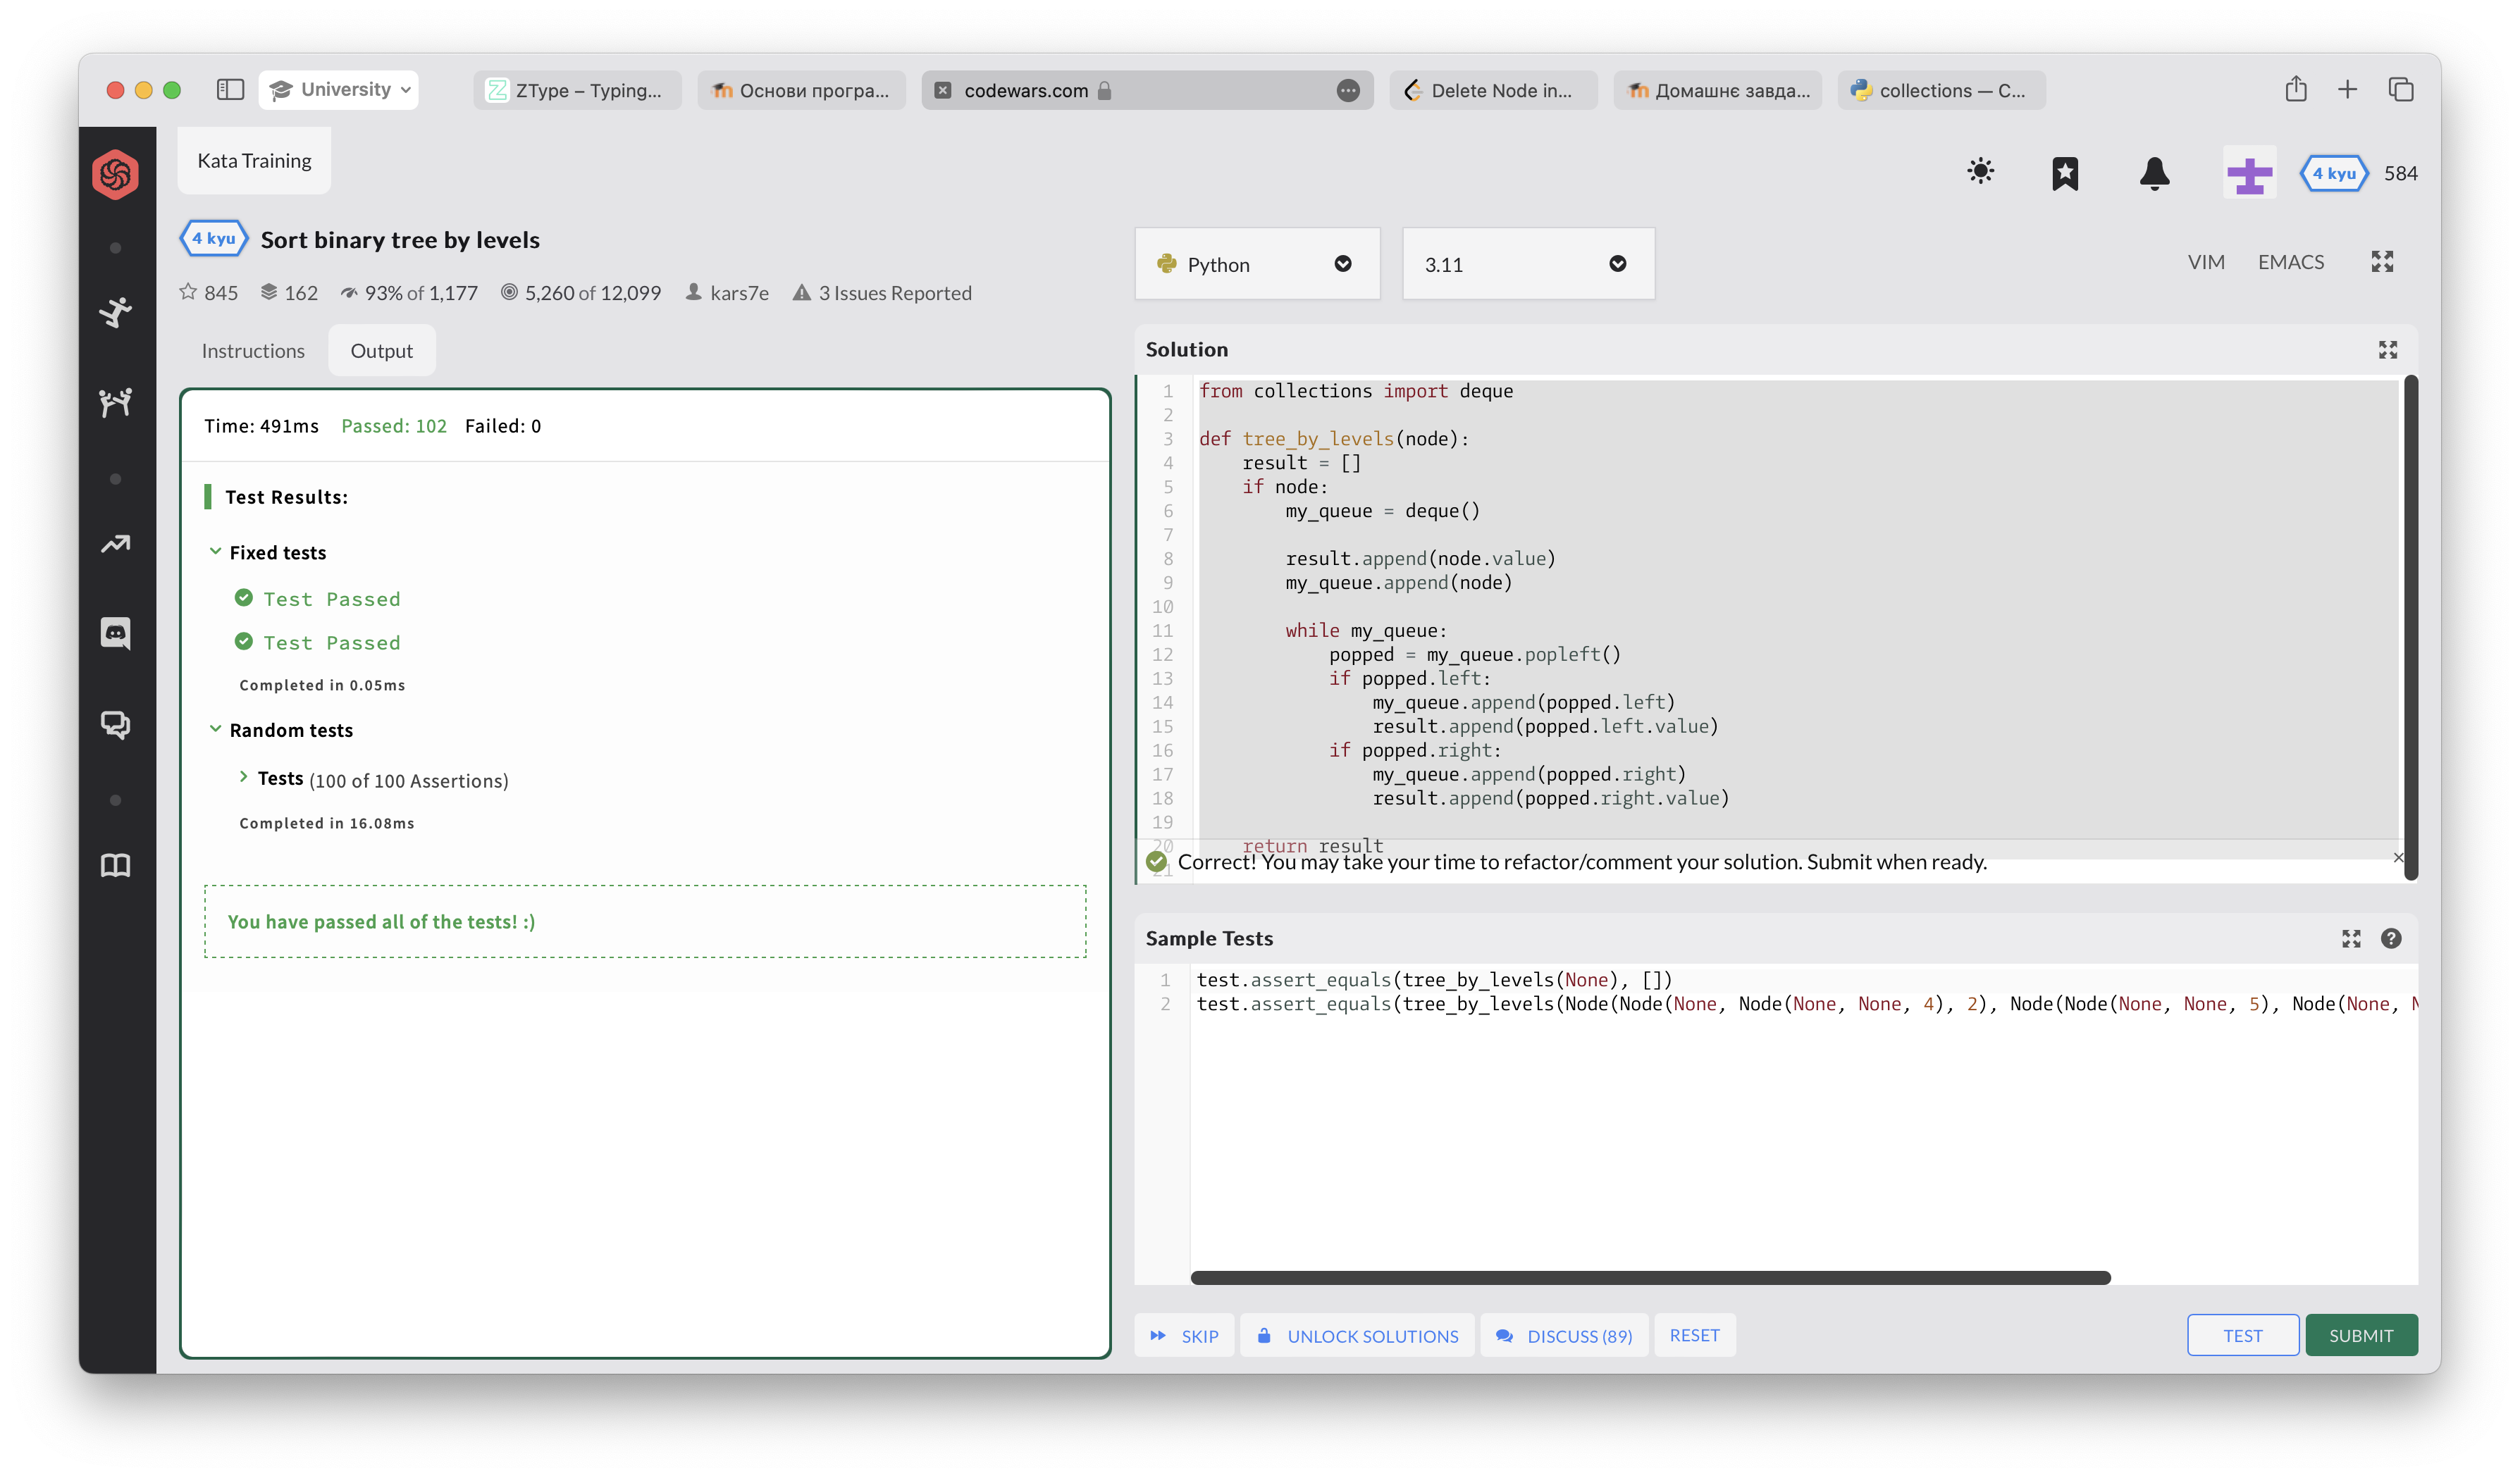 University
ZType – Typing...
Основи програ...
codewars.com
Delete Node in...
Домашнє завда...
collections — C...
Kata Training
4 kyu
584
4 kyu Sort binary tree by levels
845 162 93% of 1,177 5,260 of 12,099 kars7e 3 Issues Reported
Python
3.11
VIM
EMACS
Instructions
Output
Time: 491ms Passed: 102 Failed: 0
Test Results:
Fixed tests
Test Passed
Test Passed
Completed in 0.05ms
Random tests
Tests (100 of 100 Assertions)
Completed in 16.08ms
You have passed all of the tests! :)
Solution
1 from collections import deque
2
3 def tree_by_levels(node):
4 result = []
5 if node:
6 my_queue = deque()
7
8 result.append(node.value)
9 my_queue.append(node)
10
11 while my_queue:
12 popped = my_queue.popleft()
13 if popped.left:
14 my_queue.append(popped.left)
15 result.append(popped.left.value)
16 if popped.right:
17 my_queue.append(popped.right)
18 result.append(popped.right.value)
19
20 return result
21
Correct! You may take your time to refactor/comment your solution. Submit when ready.
Sample Tests
1 test.assert_equals(tree_by_levels(None), [])
2 test.assert_equals(tree_by_levels(Node(Node(None, Node(None, None, 4), 2), Node(Node(None, None, 5), Node(None, N
SKIP
UNLOCK SOLUTIONS
DISCUSS (89)
RESET
TEST
SUBMIT